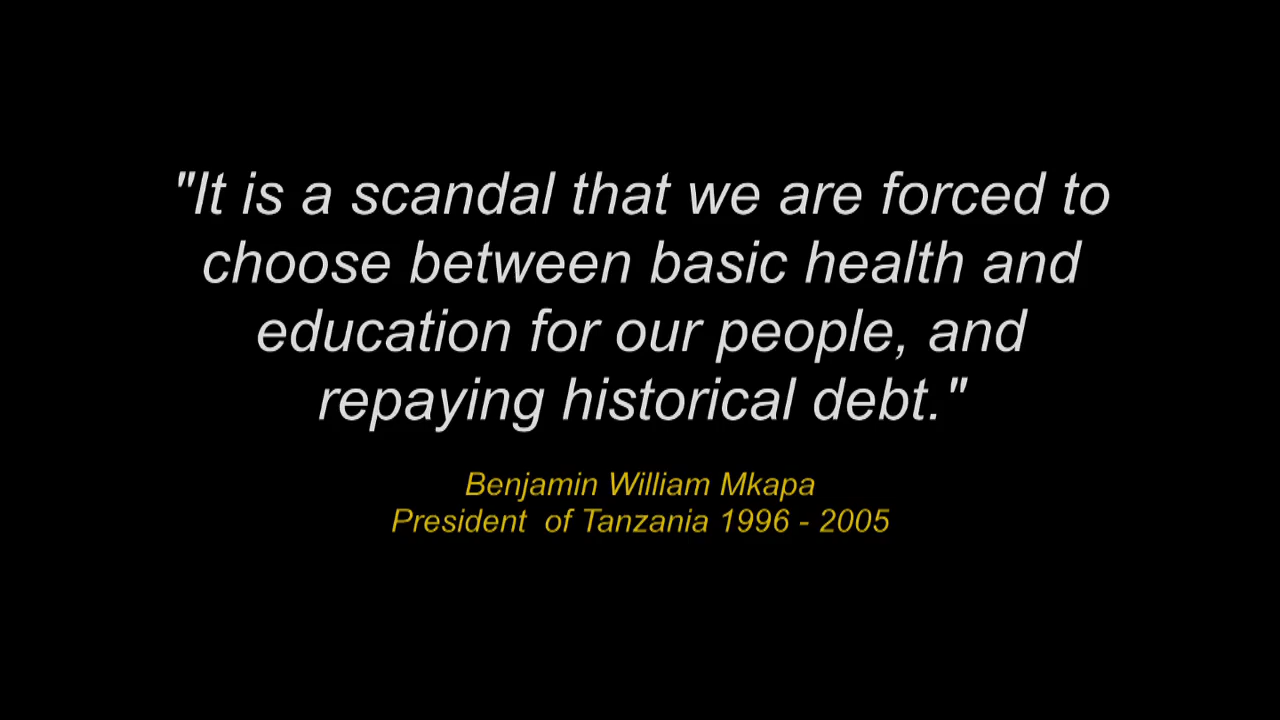 "It is a scandal that we are forced to
choose between basic health and
education for our people, and
repaying historical debt."
Benjamin William Mkapa
President  of Tanzania 1996 - 2005